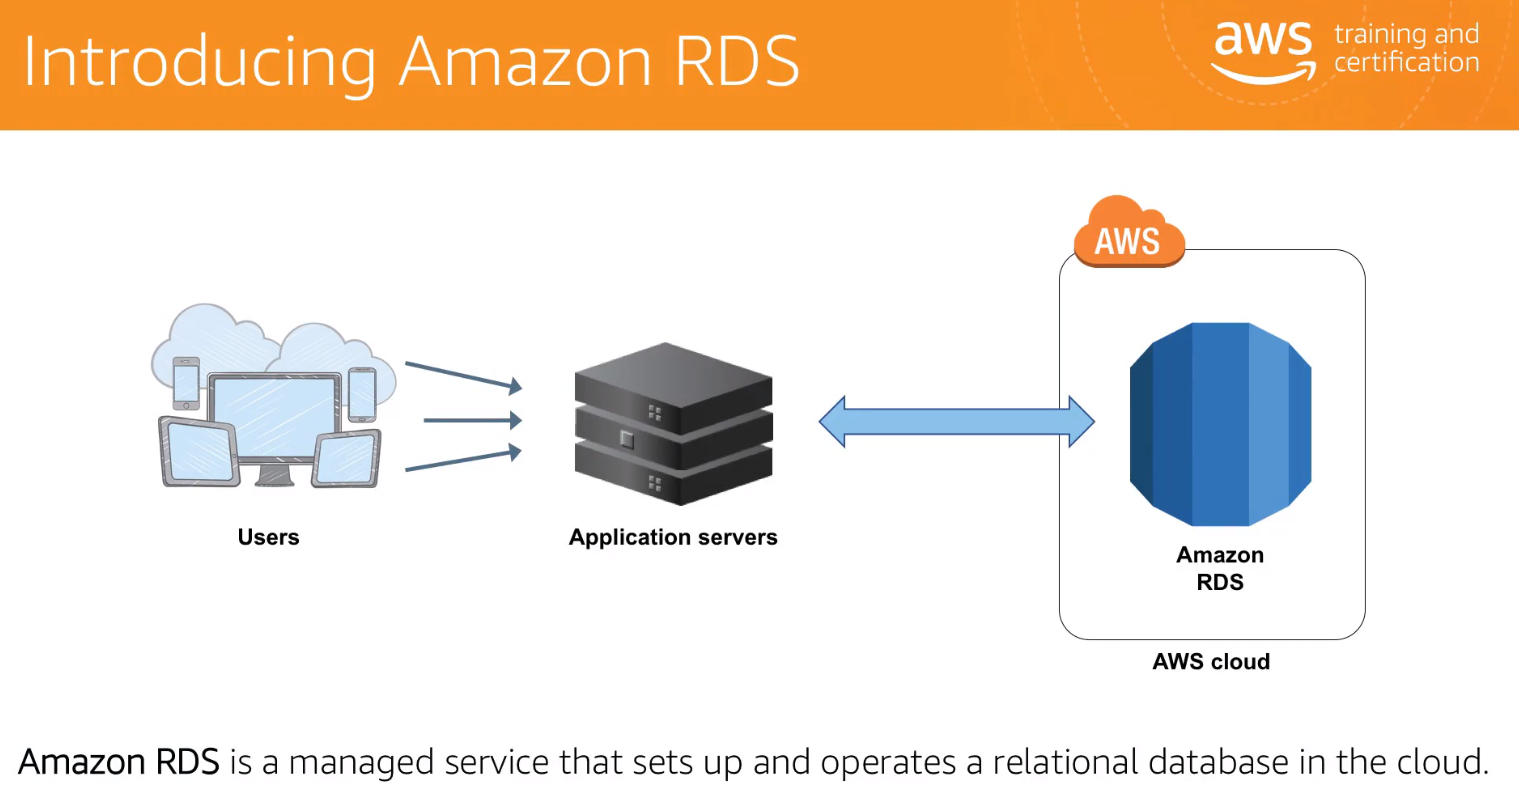 Introducing Amazon RDS
aws training and
certification
AWS
Users
Application servers
Amazon
RDS
AWS cloud
Amazon RDS is a managed service that sets up and operates a relational database in the cloud.